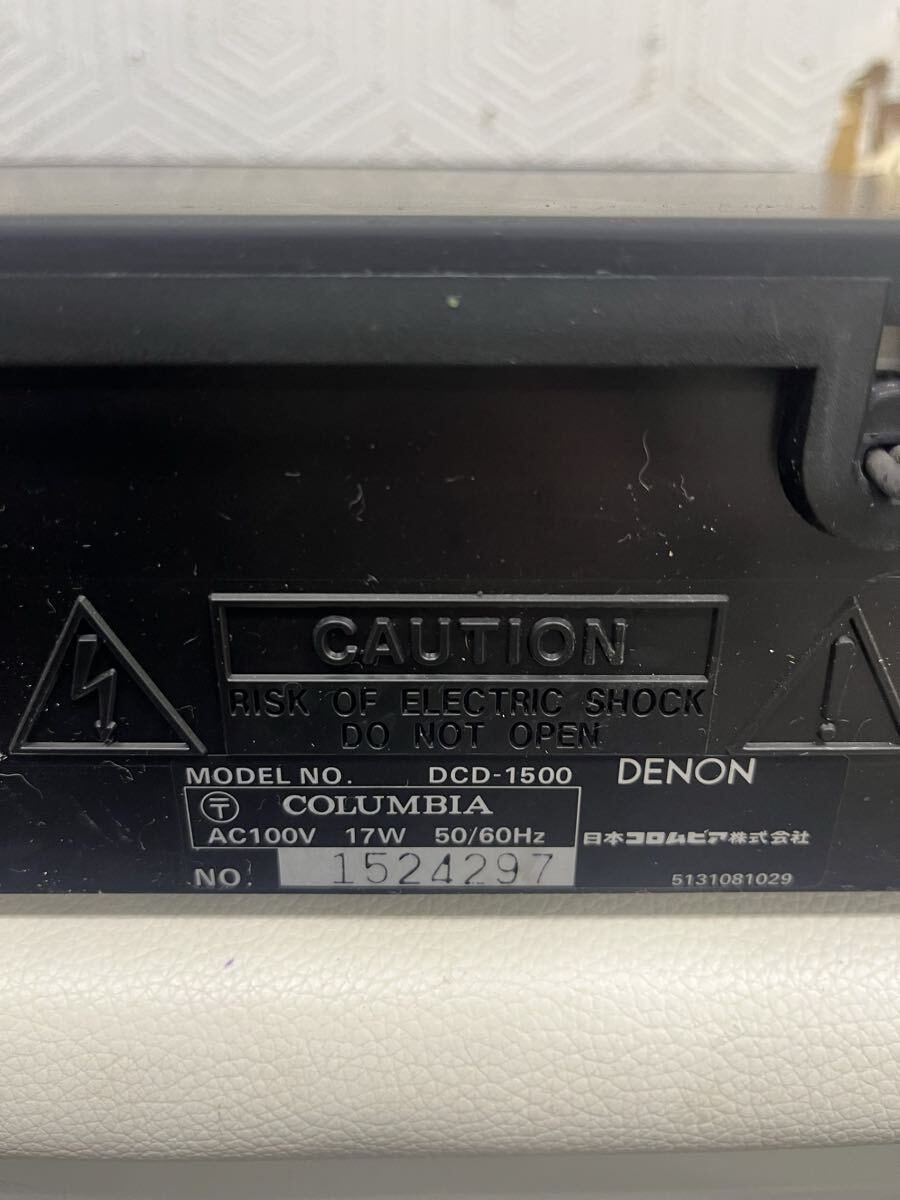 CAUTION
RISK OF ELECTRIC SHOCK
DO NOT OPEN
MODEL NO. DCD-1500 DENON
〒 COLUMBIA
AC100V 17W 50/60Hz 日本コロムビア株式会社
NO. 1524297 5131081029